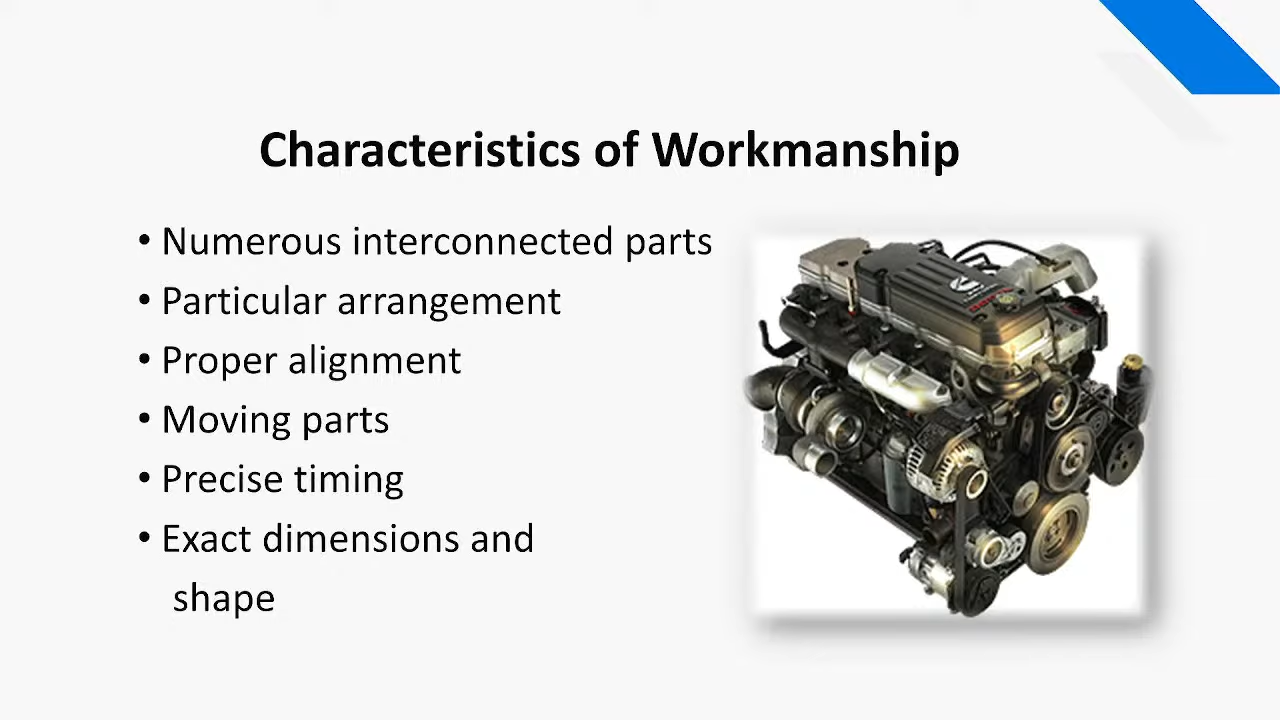 Characteristics of Workmanship
• Numerous interconnected parts
• Particular arrangement
• Proper alignment
• Moving parts
• Precise timing
• Exact dimensions and
shape